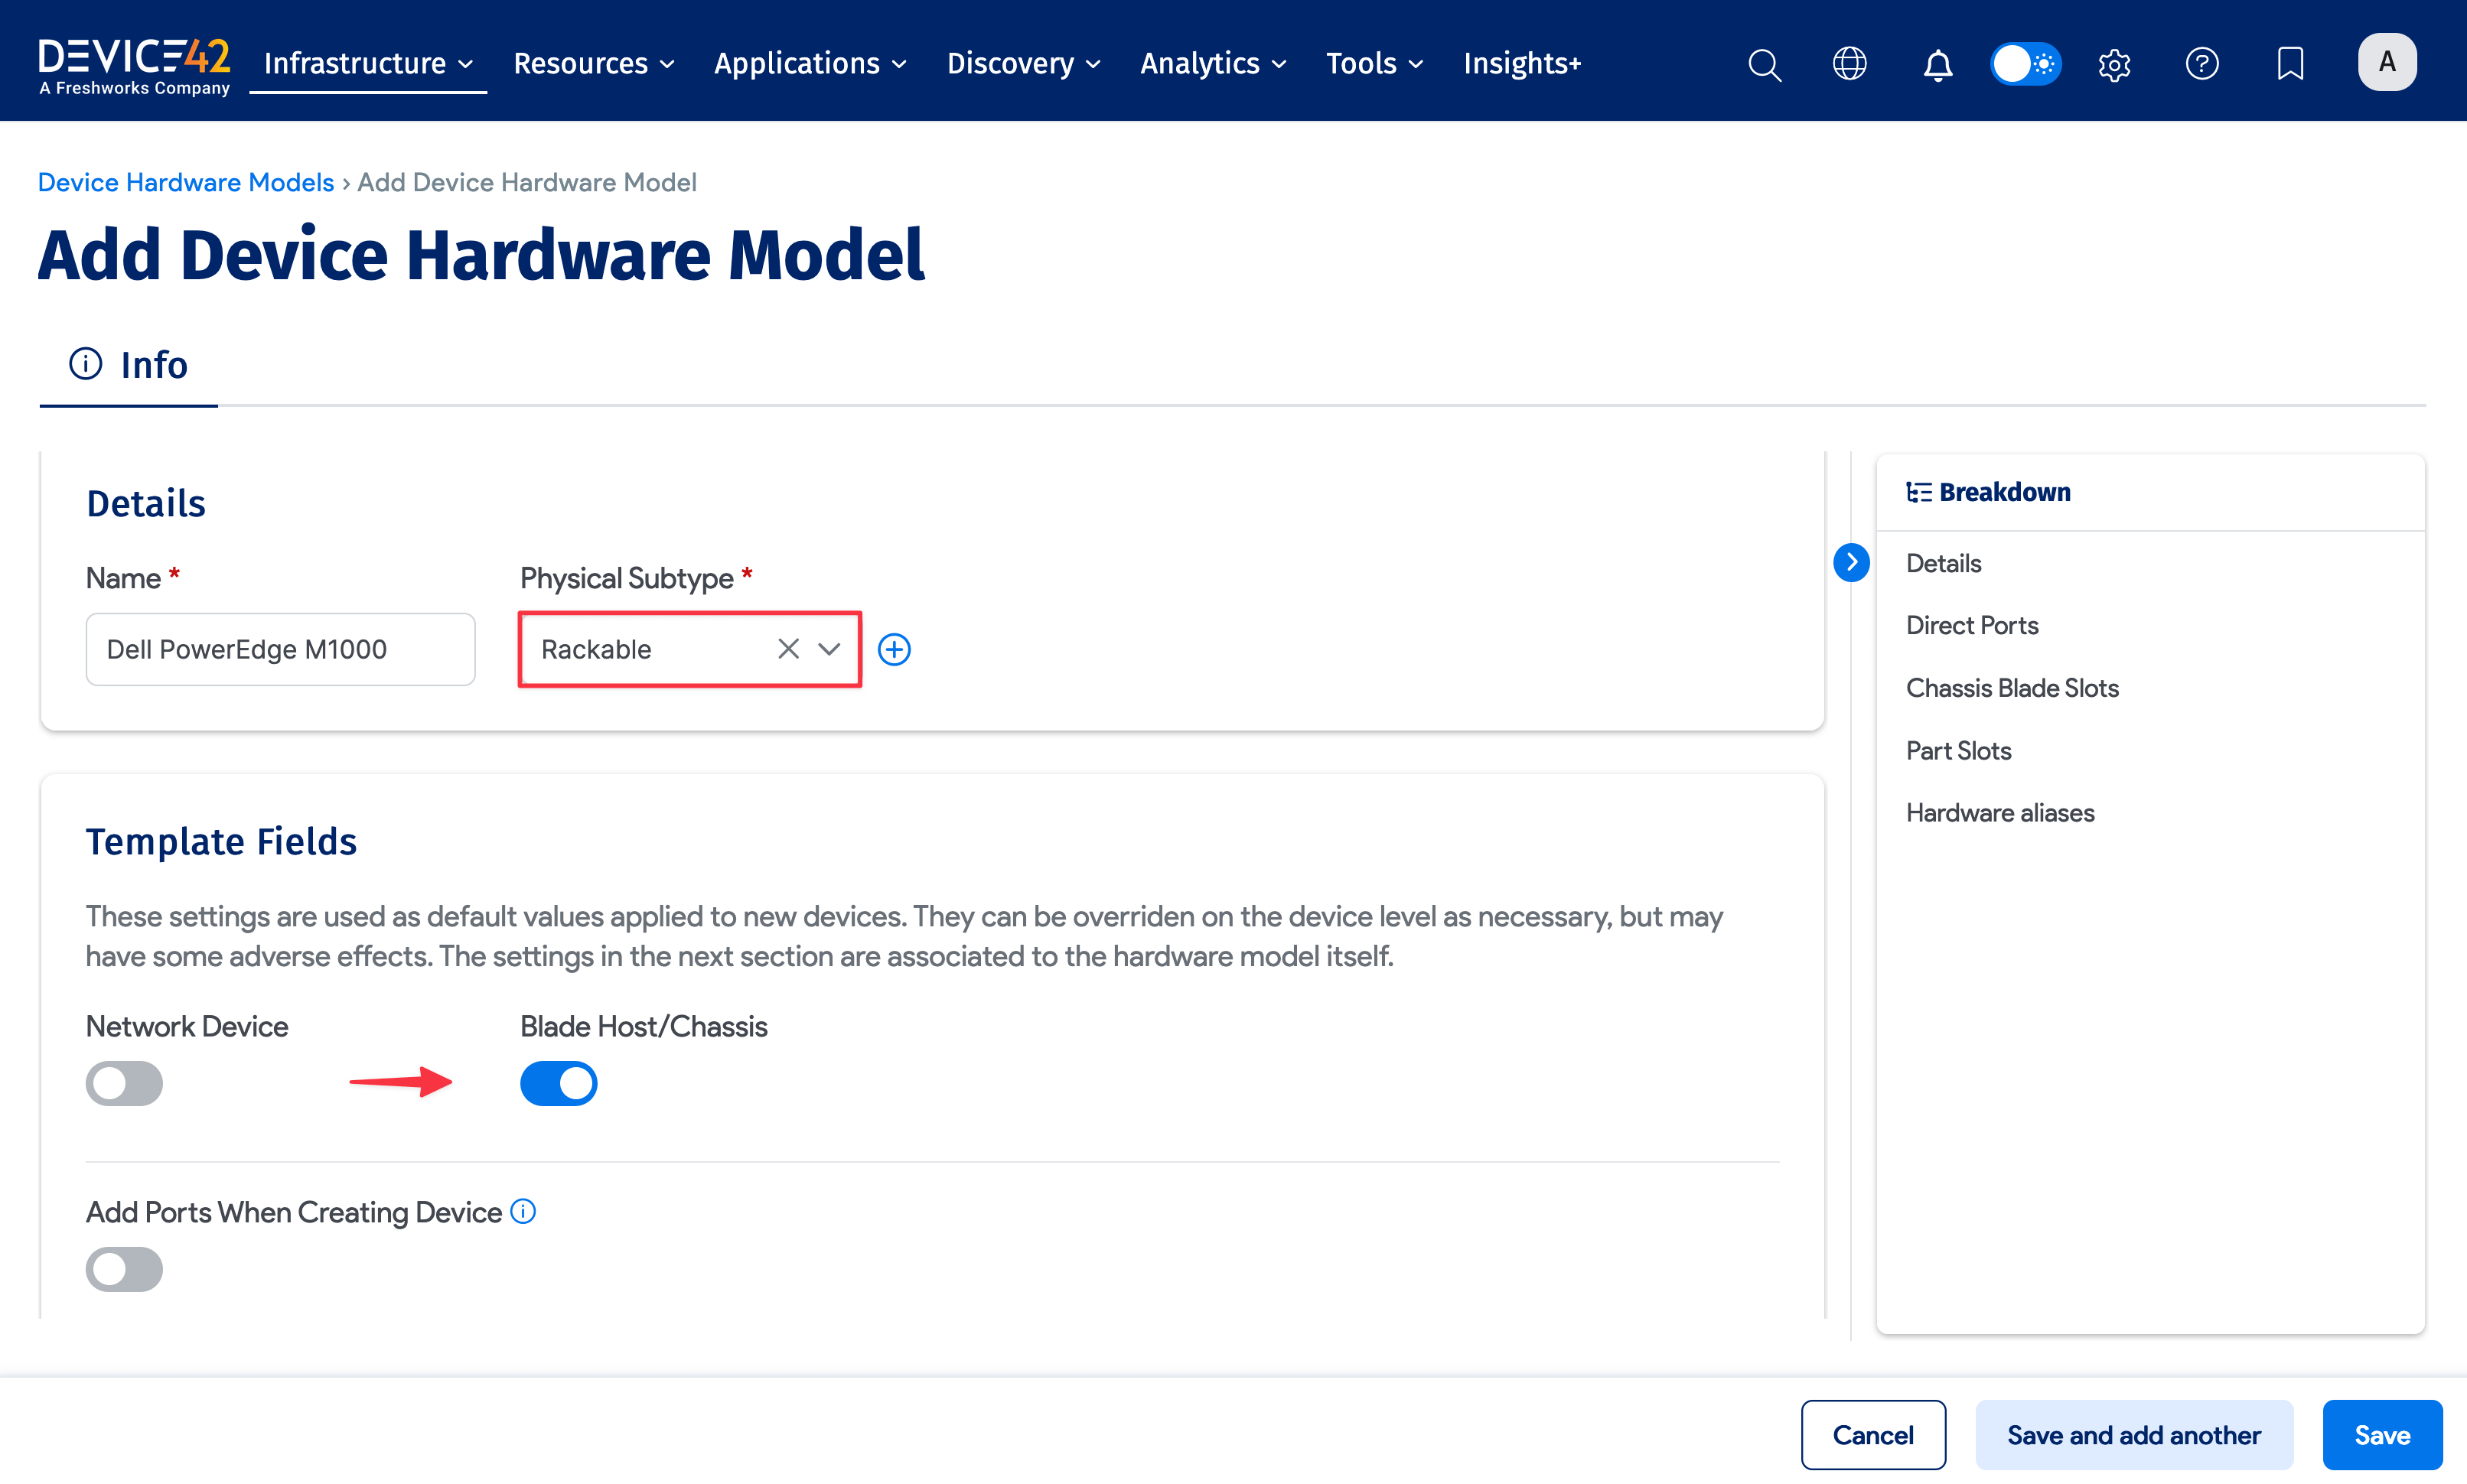 DEVICE42
A Freshworks Company
Infrastructure
Resources
Applications
Discovery
Analytics
Tools
Insights+
A
Device Hardware Models › Add Device Hardware Model
Add Device Hardware Model
Info
Details
Name *
Physical Subtype *
Dell PowerEdge M1000
Rackable
Template Fields
These settings are used as default values applied to new devices. They can be overriden on the device level as necessary, but may
have some adverse effects. The settings in the next section are associated to the hardware model itself.
Network Device
Blade Host/Chassis
Add Ports When Creating Device
Breakdown
Details
Direct Ports
Chassis Blade Slots
Part Slots
Hardware aliases
Cancel
Save and add another
Save